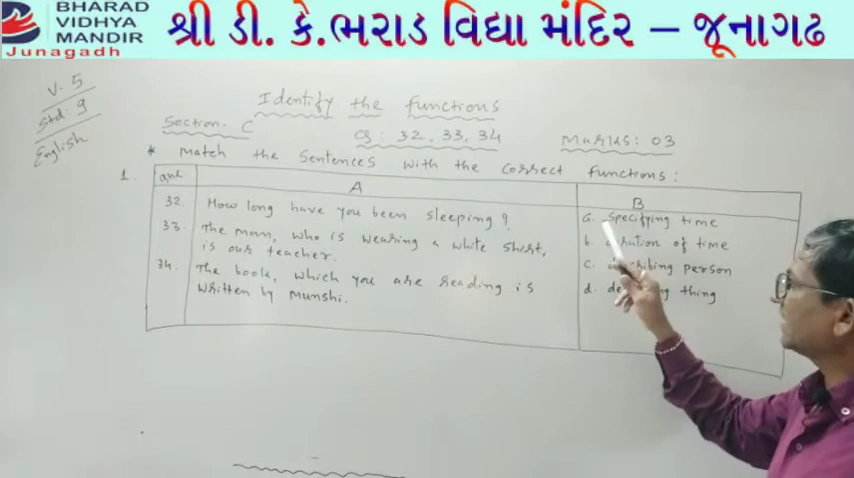 BHARAD
VIDHYA
MANDIR
Junagadh
શ્રી ડી. કે.ભરાડ વિદ્યા મંદિર – જૂનાગઢ
V. 5
Std: 9
English
Identify the functions
Section- C
Q: 32, 33, 34
Marks: 03
* Match the Sentences with the Correct functions:
1.
A
B
32. How long have you been sleeping?
33. The man, who is wearing a white shirt,
is our teacher.
34. The book, which you are reading is
written by Munshi.
a. Specifying time
b. of time
c. person
d. thing